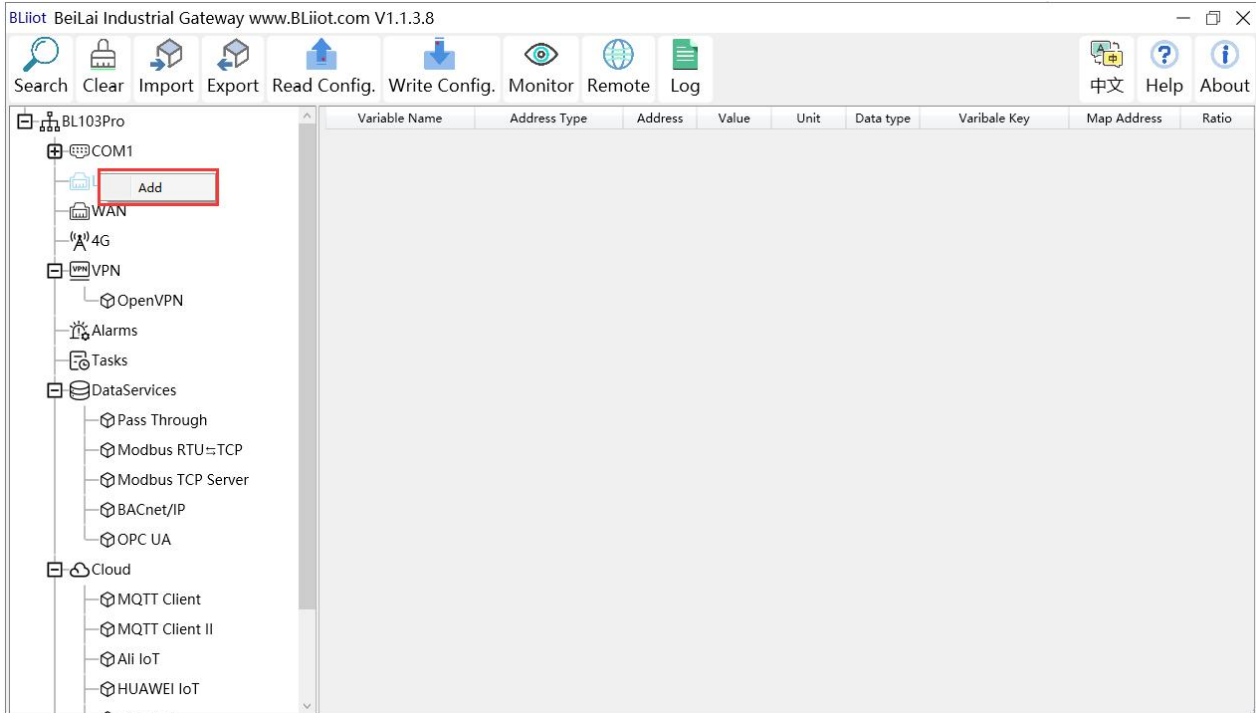 BLiiot BeiLai Industrial Gateway www.BLiiot.com V1.1.3.8
Search Clear Import Export Read Config. Write Config. Monitor Remote Log 中文 Help About
Variable Name Address Type Address Value Unit Data type Varibale Key Map Address Ratio
BL103Pro
COM1
Add
WAN
4G
VPN VPN
OpenVPN
Alarms
Tasks
DataServices
Pass Through
Modbus RTU⇆TCP
Modbus TCP Server
BACnet/IP
OPC UA
Cloud
MQTT Client
MQTT Client II
Ali IoT
HUAWEI IoT